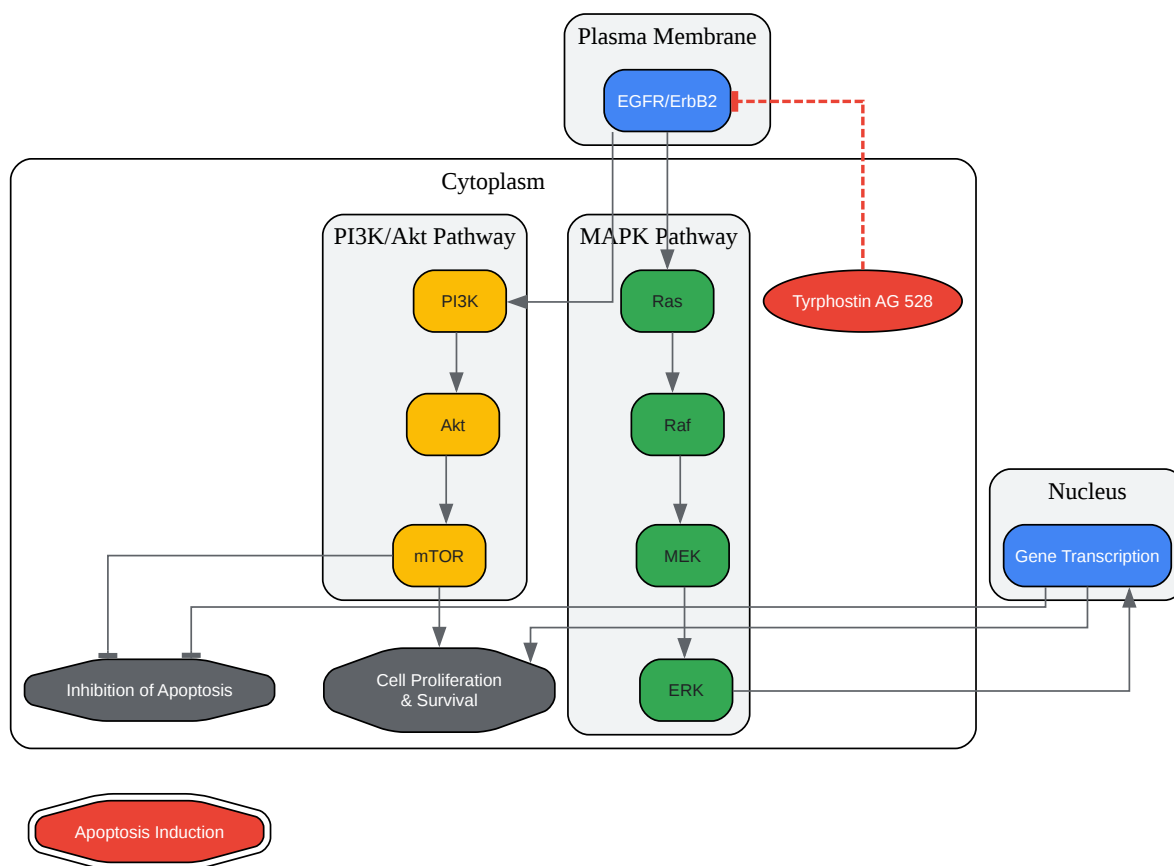 Plasma Membrane
EGFR/ErbB2
Cytoplasm
PI3K/Akt Pathway
MAPK Pathway
PI3K
Ras
Tyrphostin AG 528
Akt
Raf
Nucleus
mTOR
MEK
Gene Transcription
Inhibition of Apoptosis
Cell Proliferation
& Survival
ERK
Apoptosis Induction